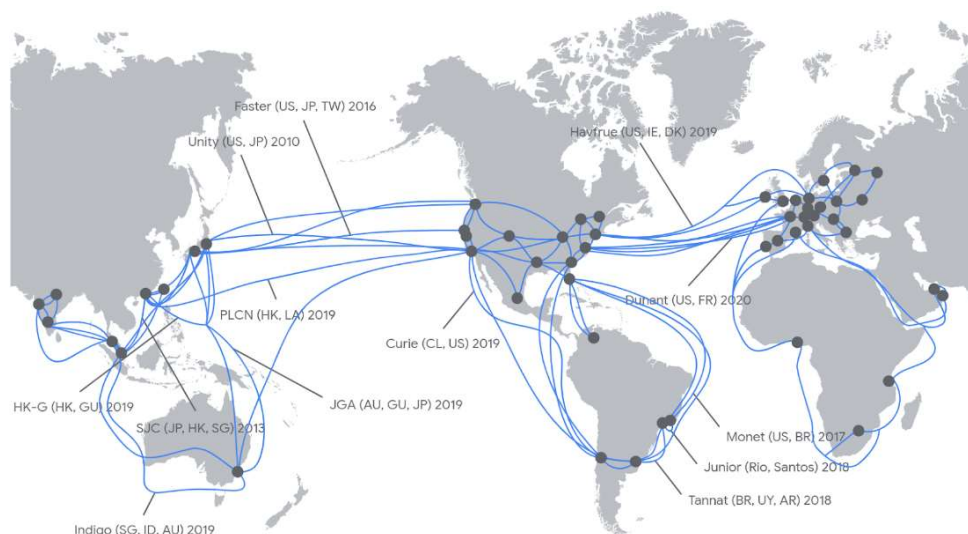 Faster (US, JP, TW) 2016
Havfrue (US, IE, DK) 2019
Unity (US, JP) 2010
Dunant (US, FR) 2020
PLCN (HK, LA) 2019
Curie (CL, US) 2019
HK-G (HK, GU) 2019
JGA (AU, GU, JP) 2019
SJC (JP, HK, SG) 2013
Monet (US, BR) 2017
Junior (Rio, Santos) 2018
Tannat (BR, UY, AR) 2018
Indigo (SG, ID, AU) 2019